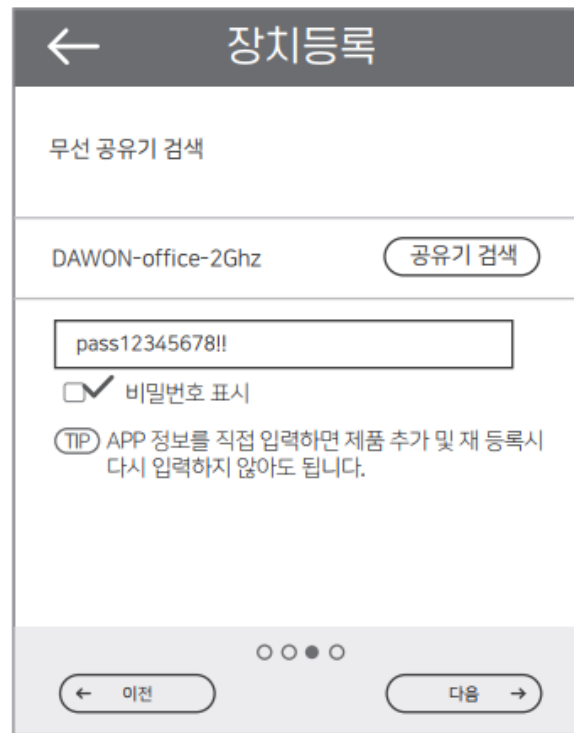 장치등록
무선 공유기 검색
DAWON-office-2Ghz
공유기 검색
pass12345678!!
비밀번호 표시
TIP APP 정보를 직접 입력하면 제품 추가 및 재 등록시
다시 입력하지 않아도 됩니다.
← 이전
다음 →